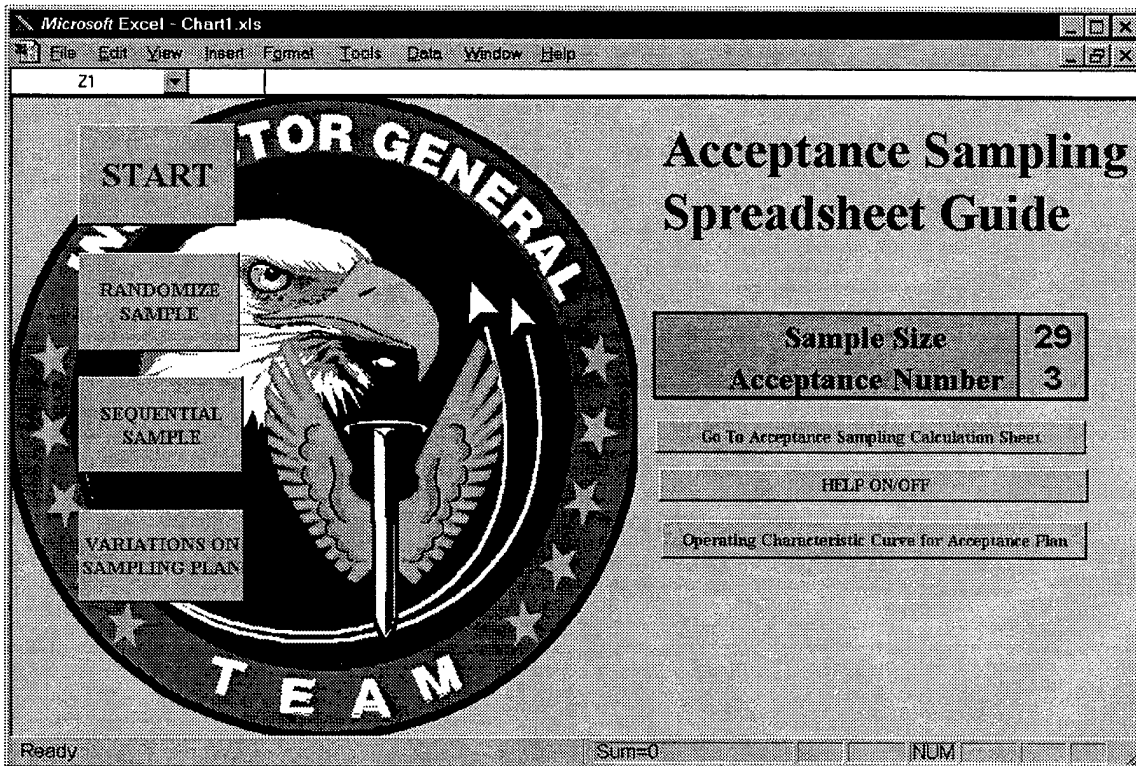 Microsoft Excel - Chart1.xls
File Edit View Insert Format Tools Data Window Help
Z1
TOR GENERAL
START
RANDOMIZE
SAMPLE
SEQUENTIAL
SAMPLE
VARIATIONS ON
SAMPLING PLAN
TEAM
Acceptance Sampling
Spreadsheet Guide
Sample Size 29
Acceptance Number 3
Go To Acceptance Sampling Calculation Sheet
HELP ON/OFF
Operating Characteristic Curve for Acceptance Plan
Ready Sum=0 NUM